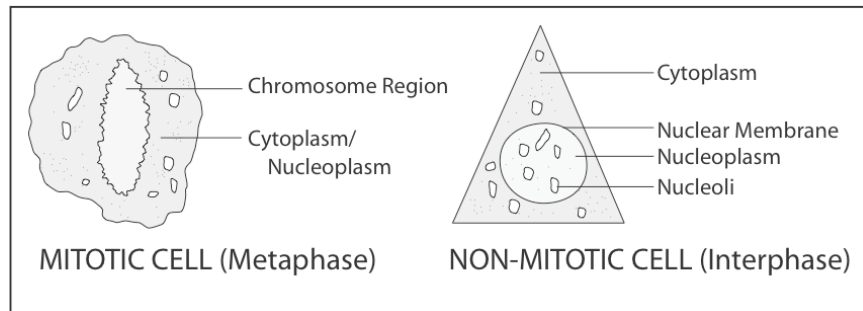 Chromosome Region
Cytoplasm/
Nucleoplasm
MITOTIC CELL (Metaphase)
Cytoplasm
Nuclear Membrane
Nucleoplasm
Nucleoli
NON-MITOTIC CELL (Interphase)